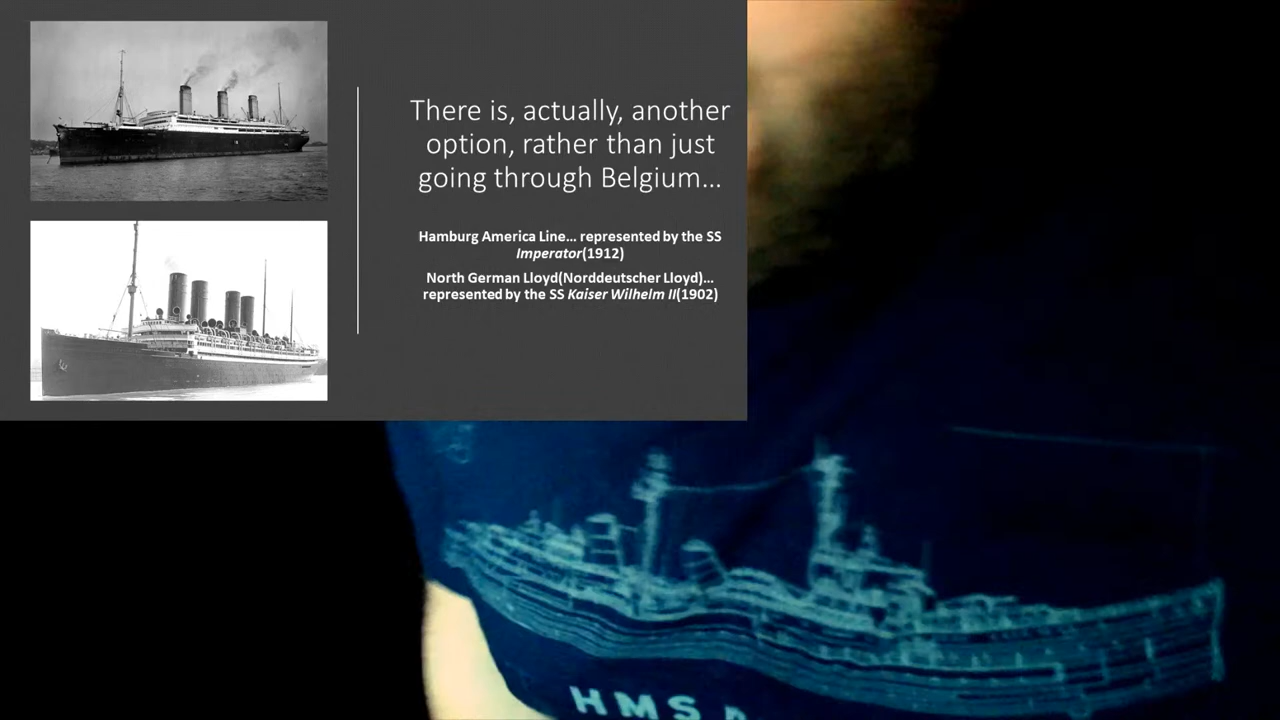 There is, actually, another
option, rather than just
going through Belgium…
Hamburg America Line… represented by the SS
Imperator(1912)
North German Lloyd(Norddeutscher Lloyd)…
represented by the SS Kaiser Wilhelm II(1902)
HMS